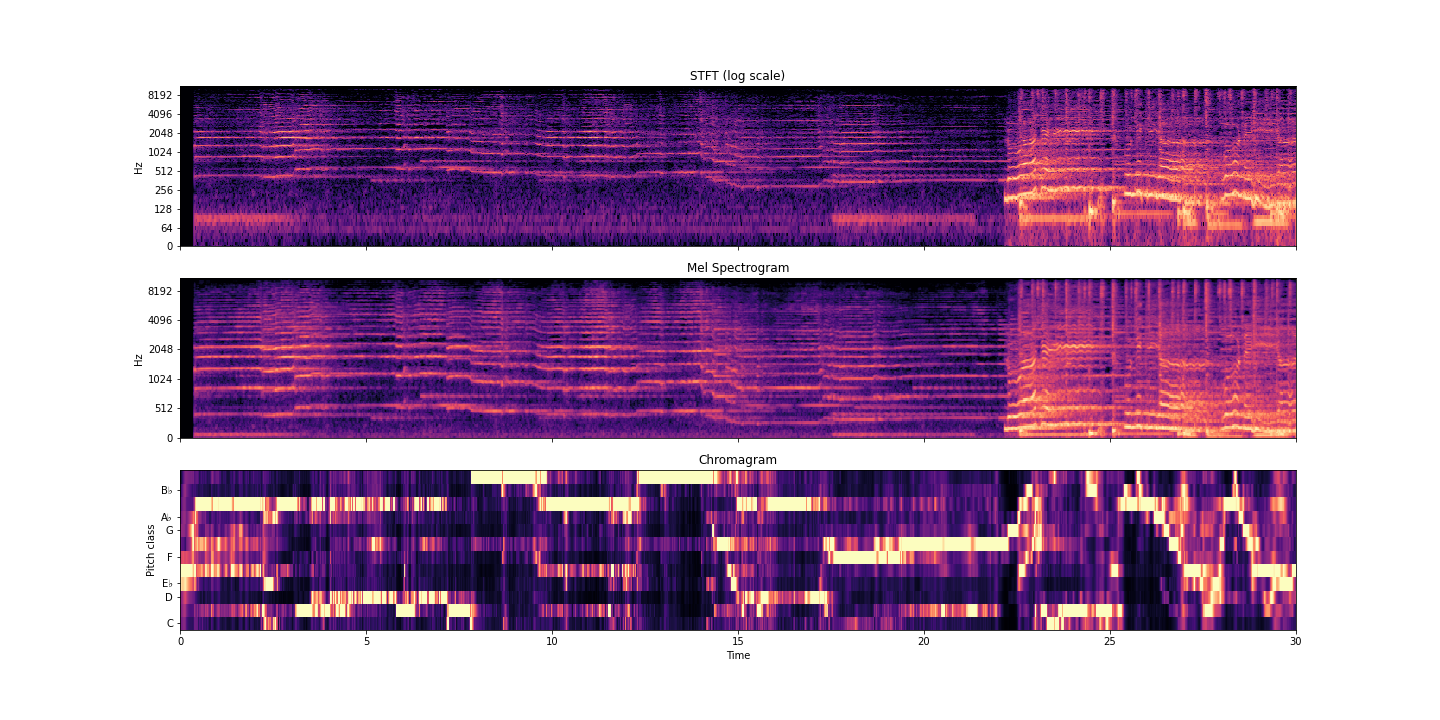 STFT (log scale)
8192
4096
2048
1024
512
256
128
64
0
Hz
Mel Spectrogram
8192
4096
2048
1024
512
0
Hz
Chromagram
B♭
A♭
G
F
E♭
D
C
Pitch class
0 5 10 15 20 25 30
Time